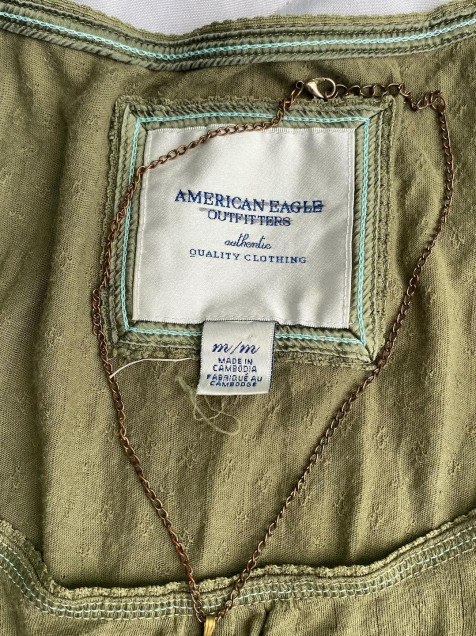 AMERICAN EAGLE
OUTFITTERS
authentic
QUALITY CLOTHING
m/m
MADE IN
CAMBODIA
FABRIQUÉ AU
CAMBODGE